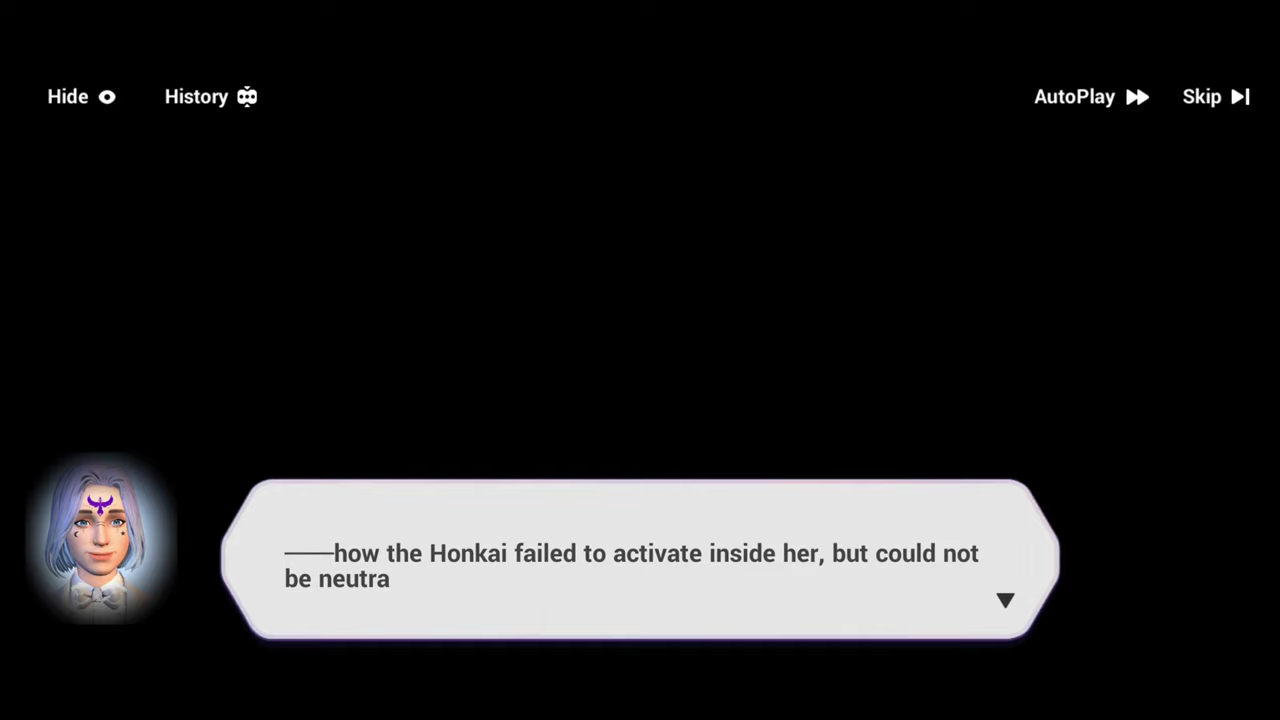 Hide
History
AutoPlay
Skip
——how the Honkai failed to activate inside her, but could not
be neutra